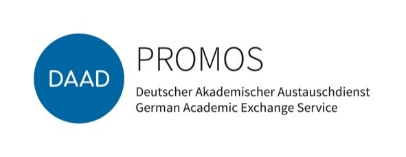 DAAD
PROMOS
Deutscher Akademischer Austauschdienst
German Academic Exchange Service